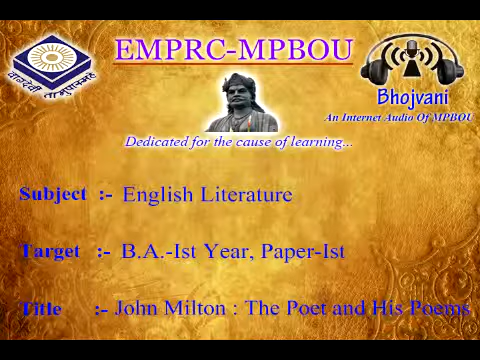 EMPRC-MPBOU
Bhojvani
An Internet Audio Of MPBOU
Dedicated for the cause of learning...
Subject :- English Literature
Target :- B.A.-Ist Year, Paper-Ist
Title :- John Milton : The Poet and His Poems